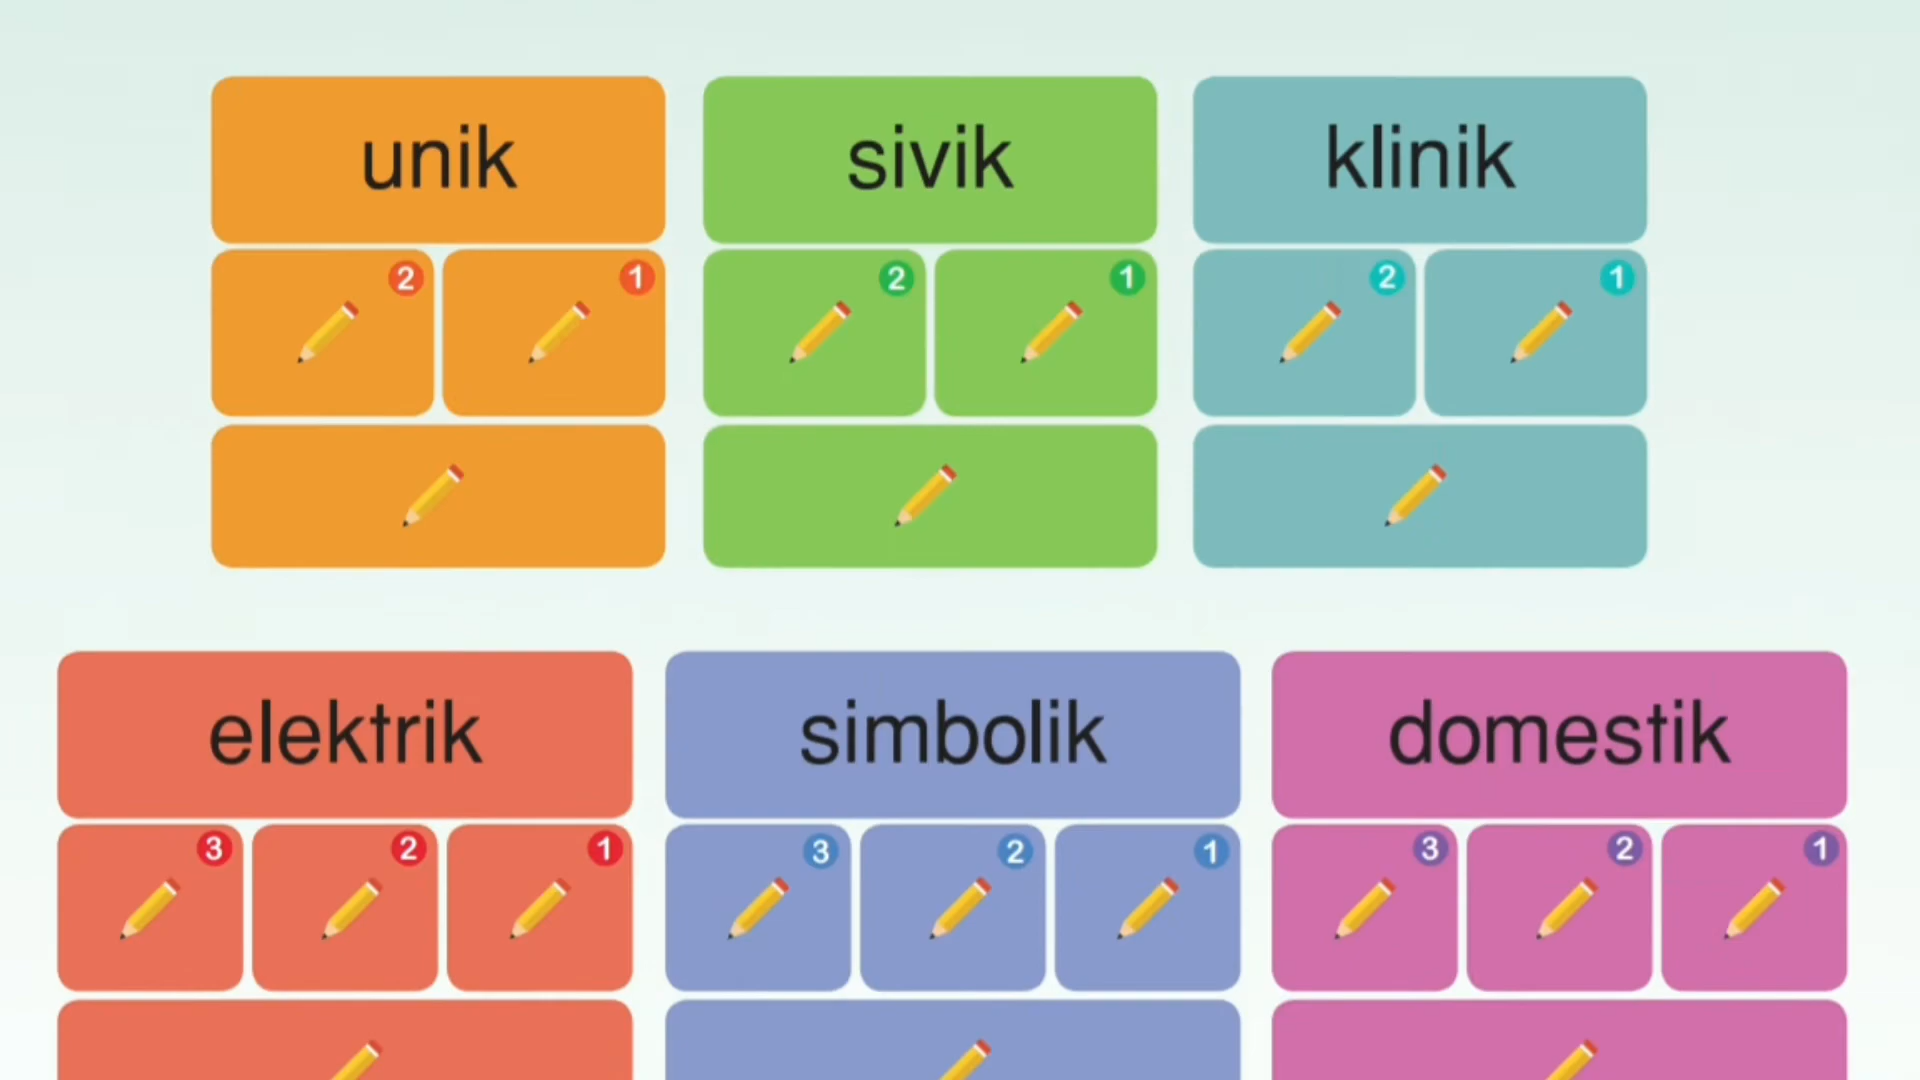 unik sivik klinik
2 1 2 1 2 1
elektrik simbolik domestik
3 2 1 3 2 1 3 2 1